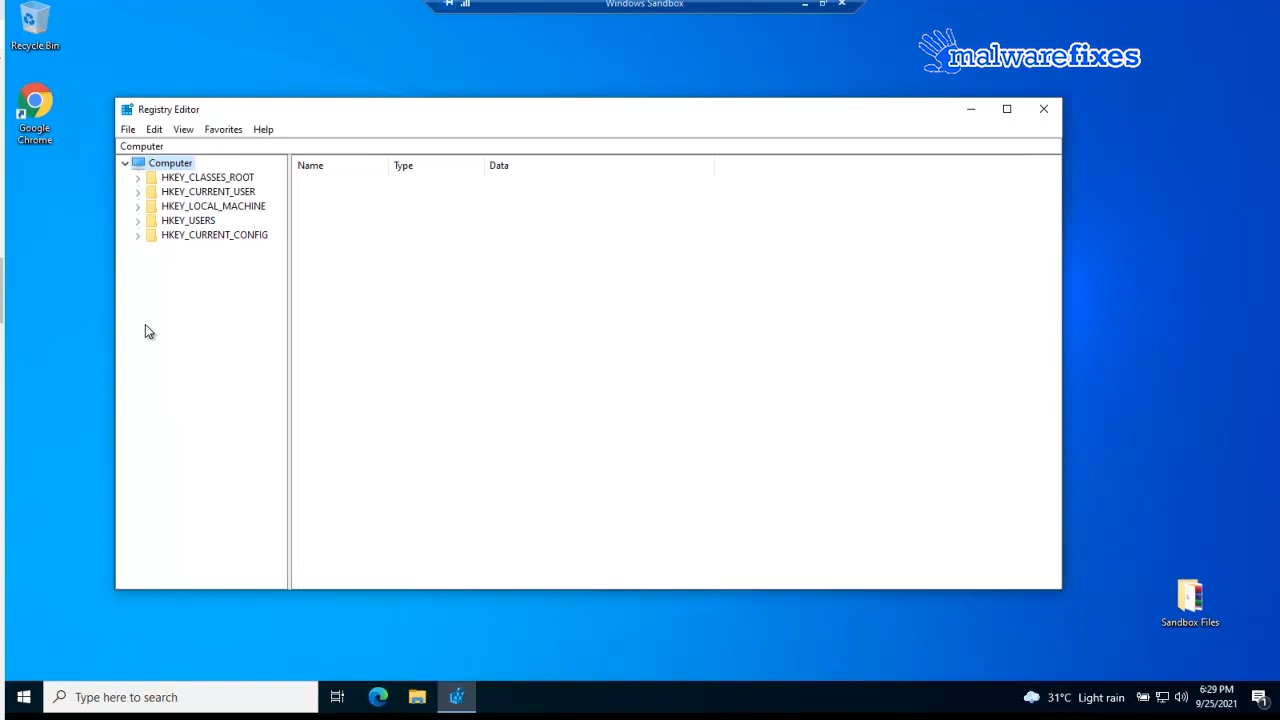 Windows Sandbox
Recycle Bin
malwarefixes
Google
Chrome
Registry Editor
File Edit View Favorites Help
Computer
Computer
Name Type Data
HKEY_CLASSES_ROOT
HKEY_CURRENT_USER
HKEY_LOCAL_MACHINE
HKEY_USERS
HKEY_CURRENT_CONFIG
Sandbox Files
Type here to search
31°C Light rain
6:29 PM
9/25/2021
1